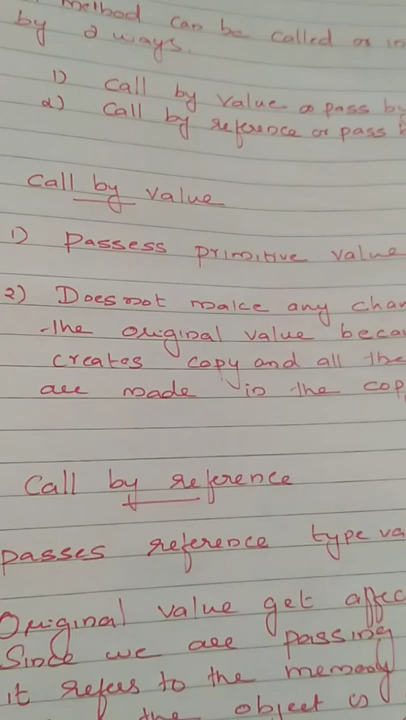 method can be called or in
by 2 ways.
1) Call by value or pass by
2) Call by reference or pass
Call by value
1) Passess primitive value
2) Does not make any chan
the original value beca
creates copy and all the
are made in the cop
Call by reference
passes reference type va
Original value get affec
Since we are passing
it refers to the memory
the object is